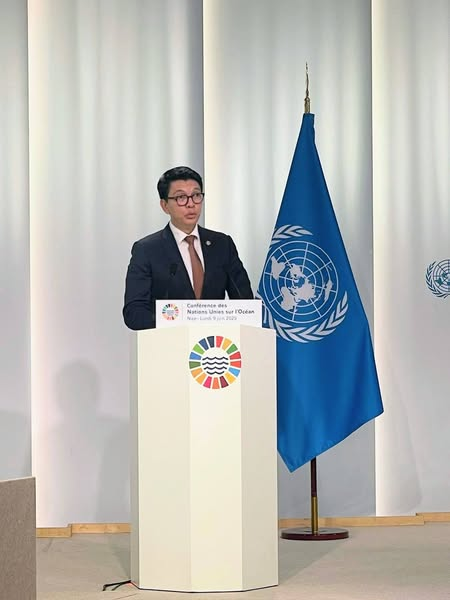 Conférence des
Nations Unies sur l'Océan
Nice - Lundi 9 juin 2025